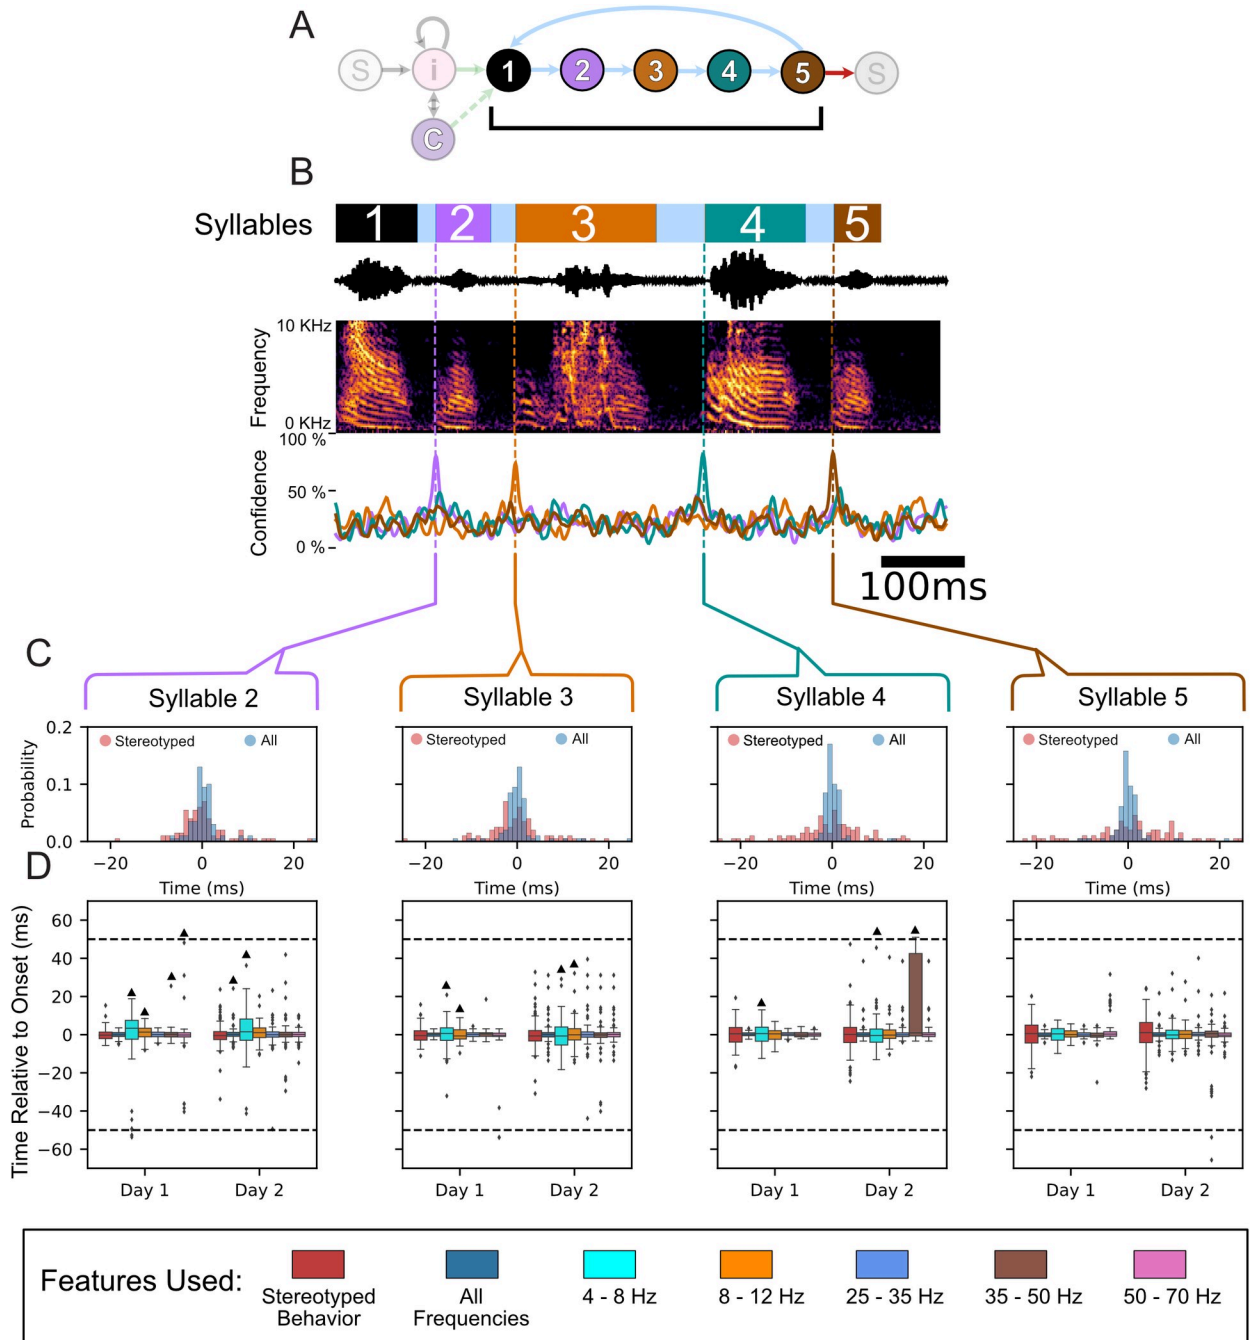 A
S i 1 2 3 4 5 S
C
B
Syllables 1 2 3 4 5
10 KHz
Frequency
0 KHz
100 %
Confidence
50 %
0 %
100ms
C
Syllable 2 Syllable 3 Syllable 4 Syllable 5
0.2
Stereotyped All Stereotyped All Stereotyped All Stereotyped All
Probability
0.1
0.0
−20 0 20 −20 0 20 −20 0 20 −20 0 20
Time (ms) Time (ms) Time (ms) Time (ms)
D
Time Relative to Onset (ms)
60
40
20
0
−20
−40
−60
Day 1 Day 2 Day 1 Day 2 Day 1 Day 2 Day 1 Day 2
Features Used:
Stereotyped
Behavior
All
Frequencies
4 - 8 Hz
8 - 12 Hz
25 - 35 Hz
35 - 50 Hz
50 - 70 Hz